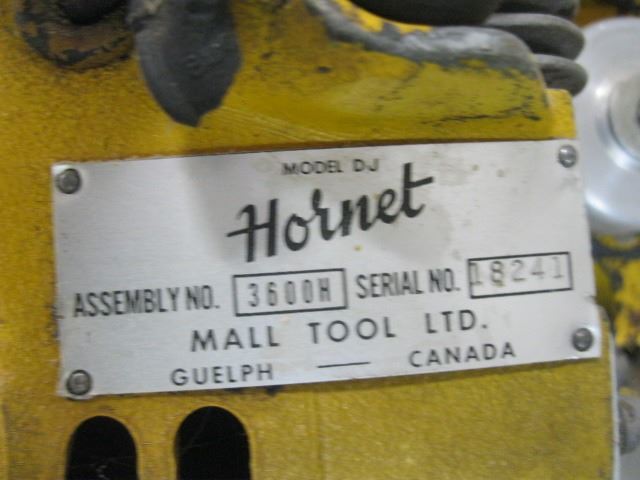 MODEL DJ
Hornet
ASSEMBLY NO. 3600H SERIAL NO. 18241
MALL TOOL LTD.
GUELPH — CANADA